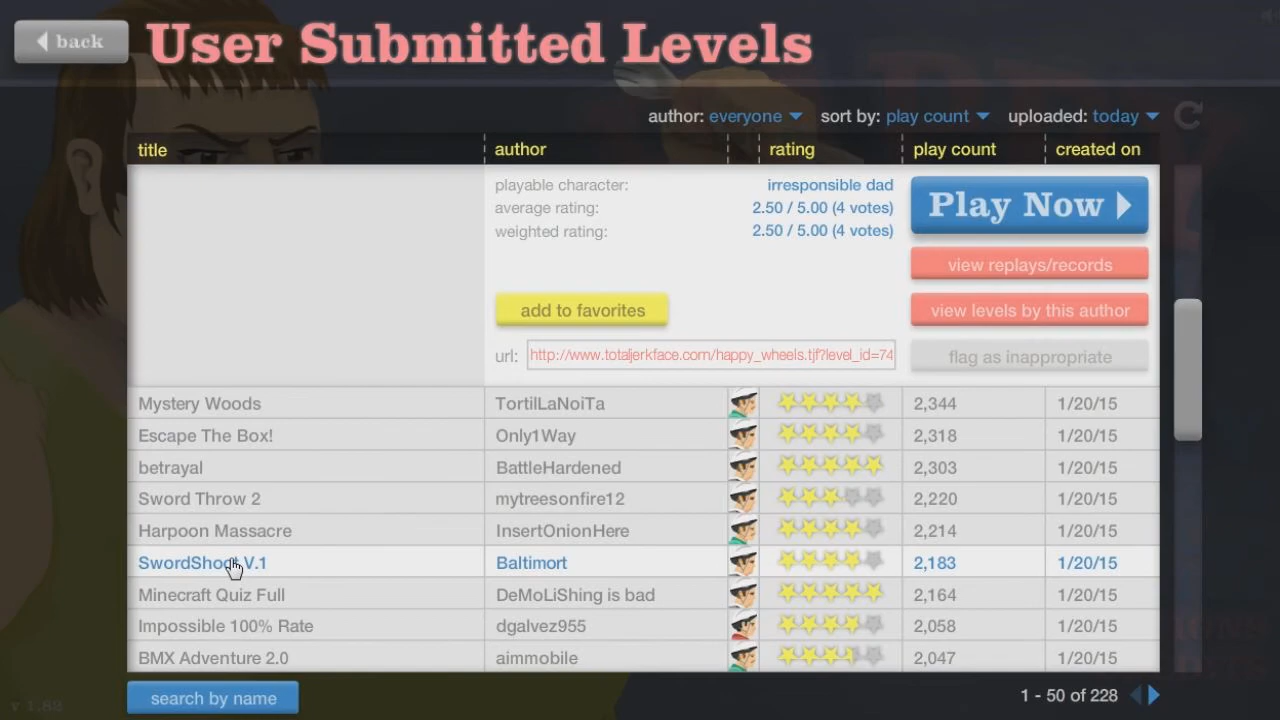 back
User Submitted Levels
author: everyone sort by: play count uploaded: today
title author rating play count created on
playable character: irresponsible dad
average rating: 2.50 / 5.00 (4 votes)
weighted rating: 2.50 / 5.00 (4 votes)
Play Now
view replays/records
add to favorites
view levels by this author
url: http://www.totaljerkface.com/happy_wheels.tjf?level_id=74
flag as inappropriate
Mystery Woods TortilLaNoiTa 2,344 1/20/15
Escape The Box! Only1Way 2,318 1/20/15
betrayal BattleHardened 2,303 1/20/15
Sword Throw 2 mytreesonfire12 2,220 1/20/15
Harpoon Massacre InsertOnionHere 2,214 1/20/15
V.1 Baltimort 2,183 1/20/15
Minecraft Quiz Full DeMoLiShing is bad 2,164 1/20/15
Impossible 100% Rate dgalvez955 2,058 1/20/15
BMX Adventure 2.0 aimmobile 2,047 1/20/15
search by name
1 - 50 of 228
v 1.82